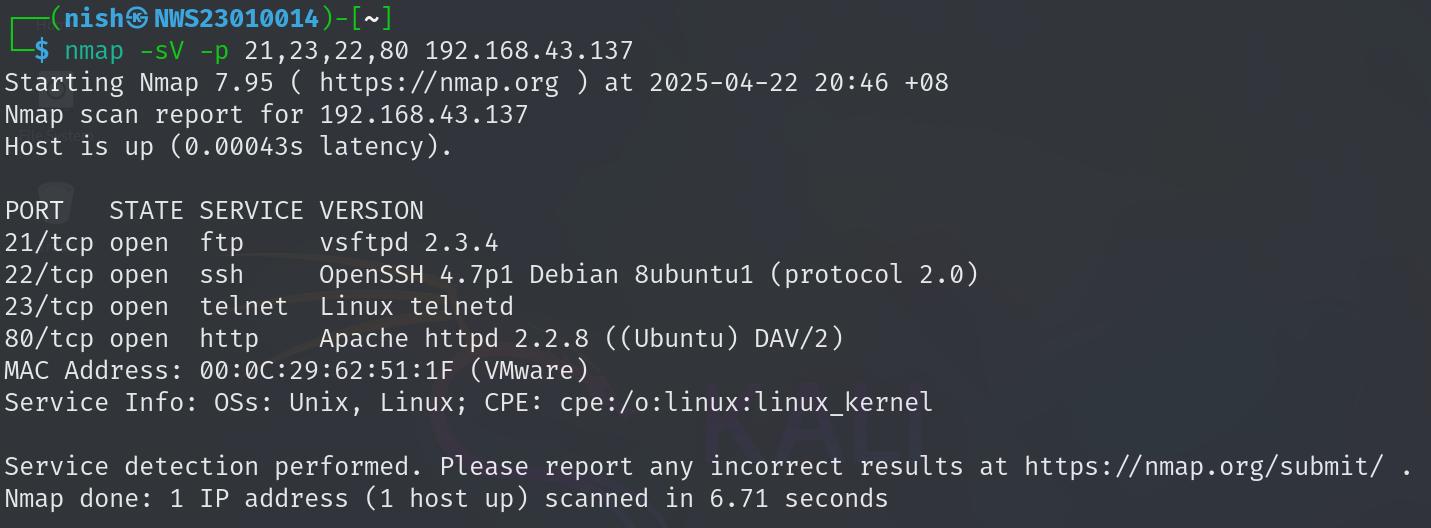 ┌──(nish㉿NWS23010014)-[~]
└─$ nmap -sV -p 21,23,22,80 192.168.43.137
Starting Nmap 7.95 ( https://nmap.org ) at 2025-04-22 20:46 +08
Nmap scan report for 192.168.43.137
Host is up (0.00043s latency).
PORT   STATE SERVICE VERSION
21/tcp open  ftp     vsftpd 2.3.4
22/tcp open  ssh     OpenSSH 4.7p1 Debian 8ubuntu1 (protocol 2.0)
23/tcp open  telnet  Linux telnetd
80/tcp open  http    Apache httpd 2.2.8 ((Ubuntu) DAV/2)
MAC Address: 00:0C:29:62:51:1F (VMware)
Service Info: OSs: Unix, Linux; CPE: cpe:/o:linux:linux_kernel
KALI
Service detection performed. Please report any incorrect results at https://nmap.org/submit/ .
Nmap done: 1 IP address (1 host up) scanned in 6.71 seconds